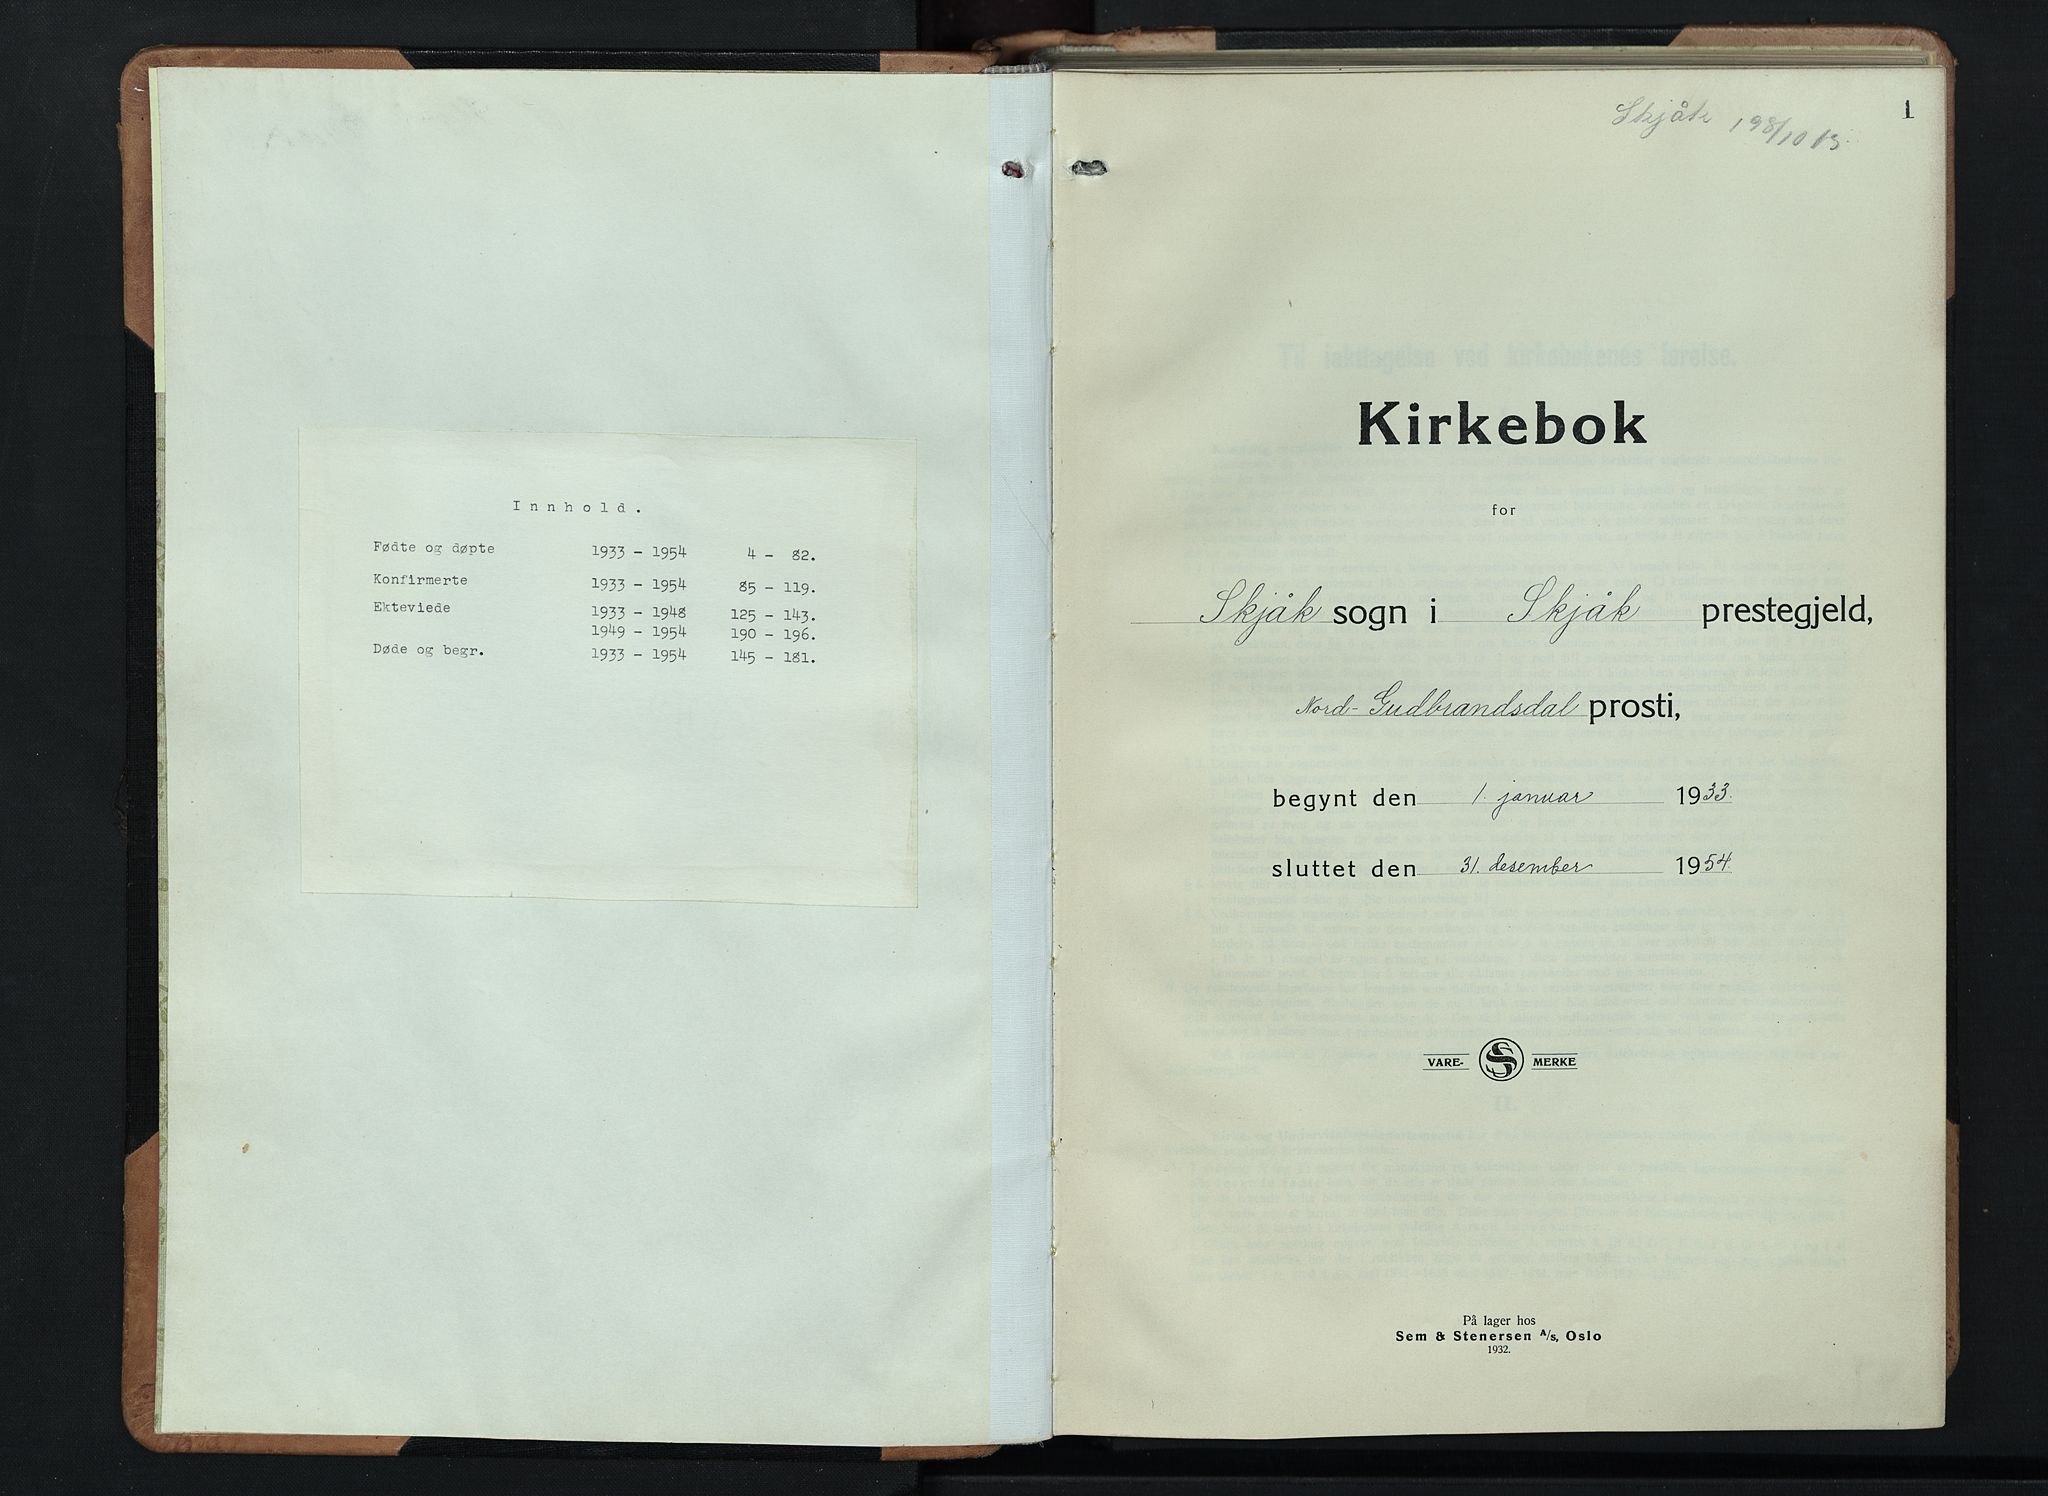 Innhold.
Fødte og døpte 1933 - 1954 4 - 82.
Konfirmerte 1933 - 1954 85 - 119.
Ekteviede 1933 - 1948 125 - 143.
1949 - 1954 190 - 196.
Døde og begr. 1933 - 1954 145 - 181.
1
Skjåk 198/10
Kirkebok
for
Skjåk sogn i Skjåk prestegjeld,
Nord-Gudbrandsdal prosti,
begynt den 1. januar 1933.
sluttet den 31. desember 1954.
VARE- S MERKE
På lager hos
Sem & Stenersen A/s, Oslo
1932.